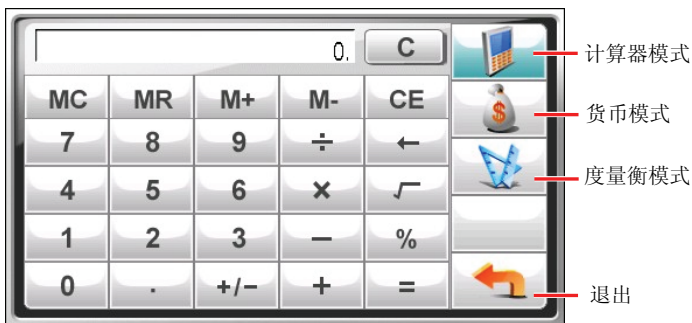 0. C
计算器模式
MC MR M+ M- CE
货币模式
7 8 9 ÷ ←
度量衡模式
4 5 6 × √
1 2 3 − %
0 . +/− + =
退出